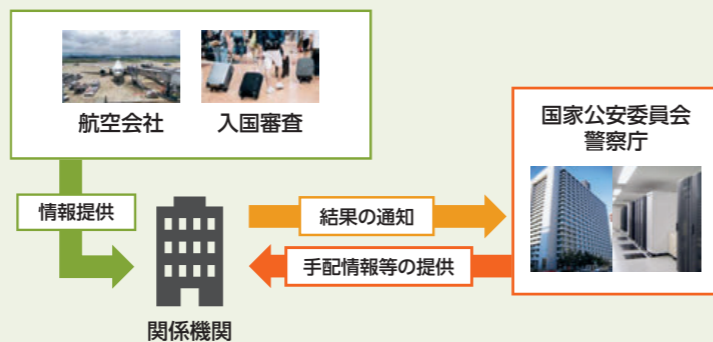 航空会社
入国審査
国家公安委員会
警察庁
情報提供
結果の通知
手配情報等の提供
関係機関